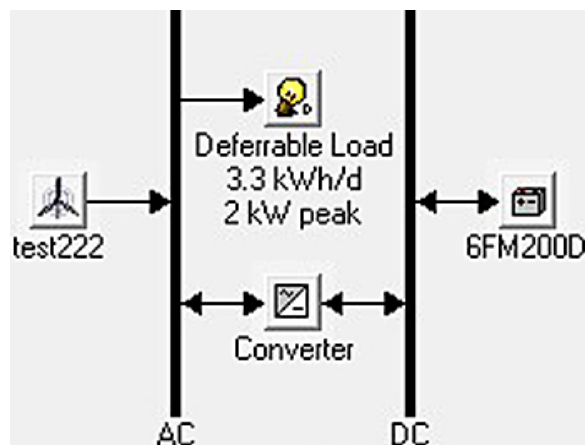 D
Deferrable Load
3.3 kWh/d
2 kW peak
test222
6FM200D
Converter
AC
DC